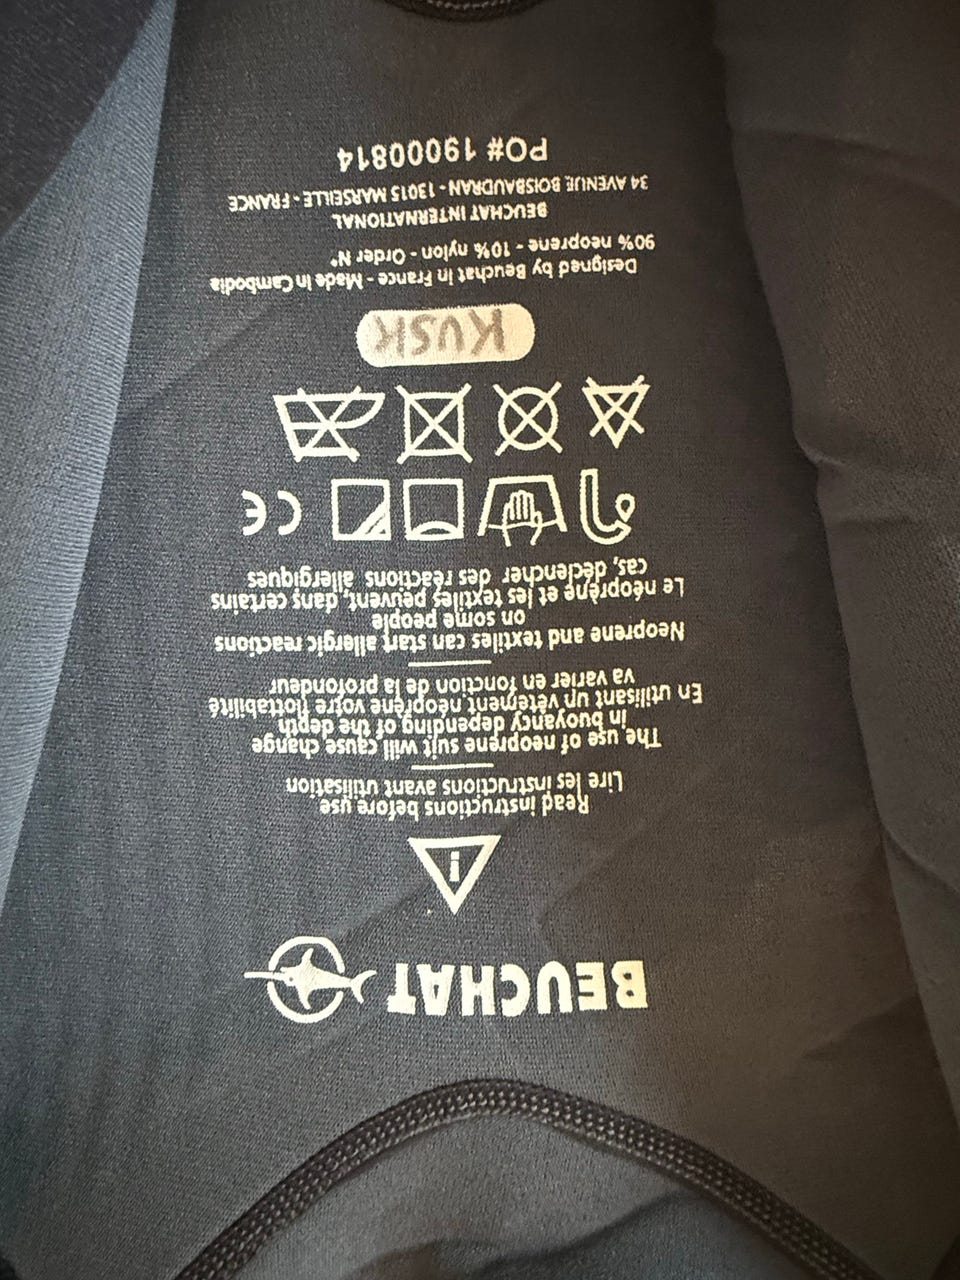 BEUCHAT
Read instructions before use
Lire les instructions avant utilisation
The use of neoprene suit will cause change
in buoyancy depending of the depth
En utilisant un vêtement néoprène votre flottabilité
va varier en fonction de la profondeur
Neoprene and textiles can start allergic reactions
on some people
Le néoprène et les textiles peuvent, dans certains
cas, déclencher des réactions allergiques
CE
KUSK
Designed by Beuchat in France - Made in Cambodia
90% neoprene - 10% nylon - Order N°
BEUCHAT INTERNATIONAL
34 AVENUE BOISBAUDRAN - 13015 MARSEILLE - FRANCE
PO# 19000814